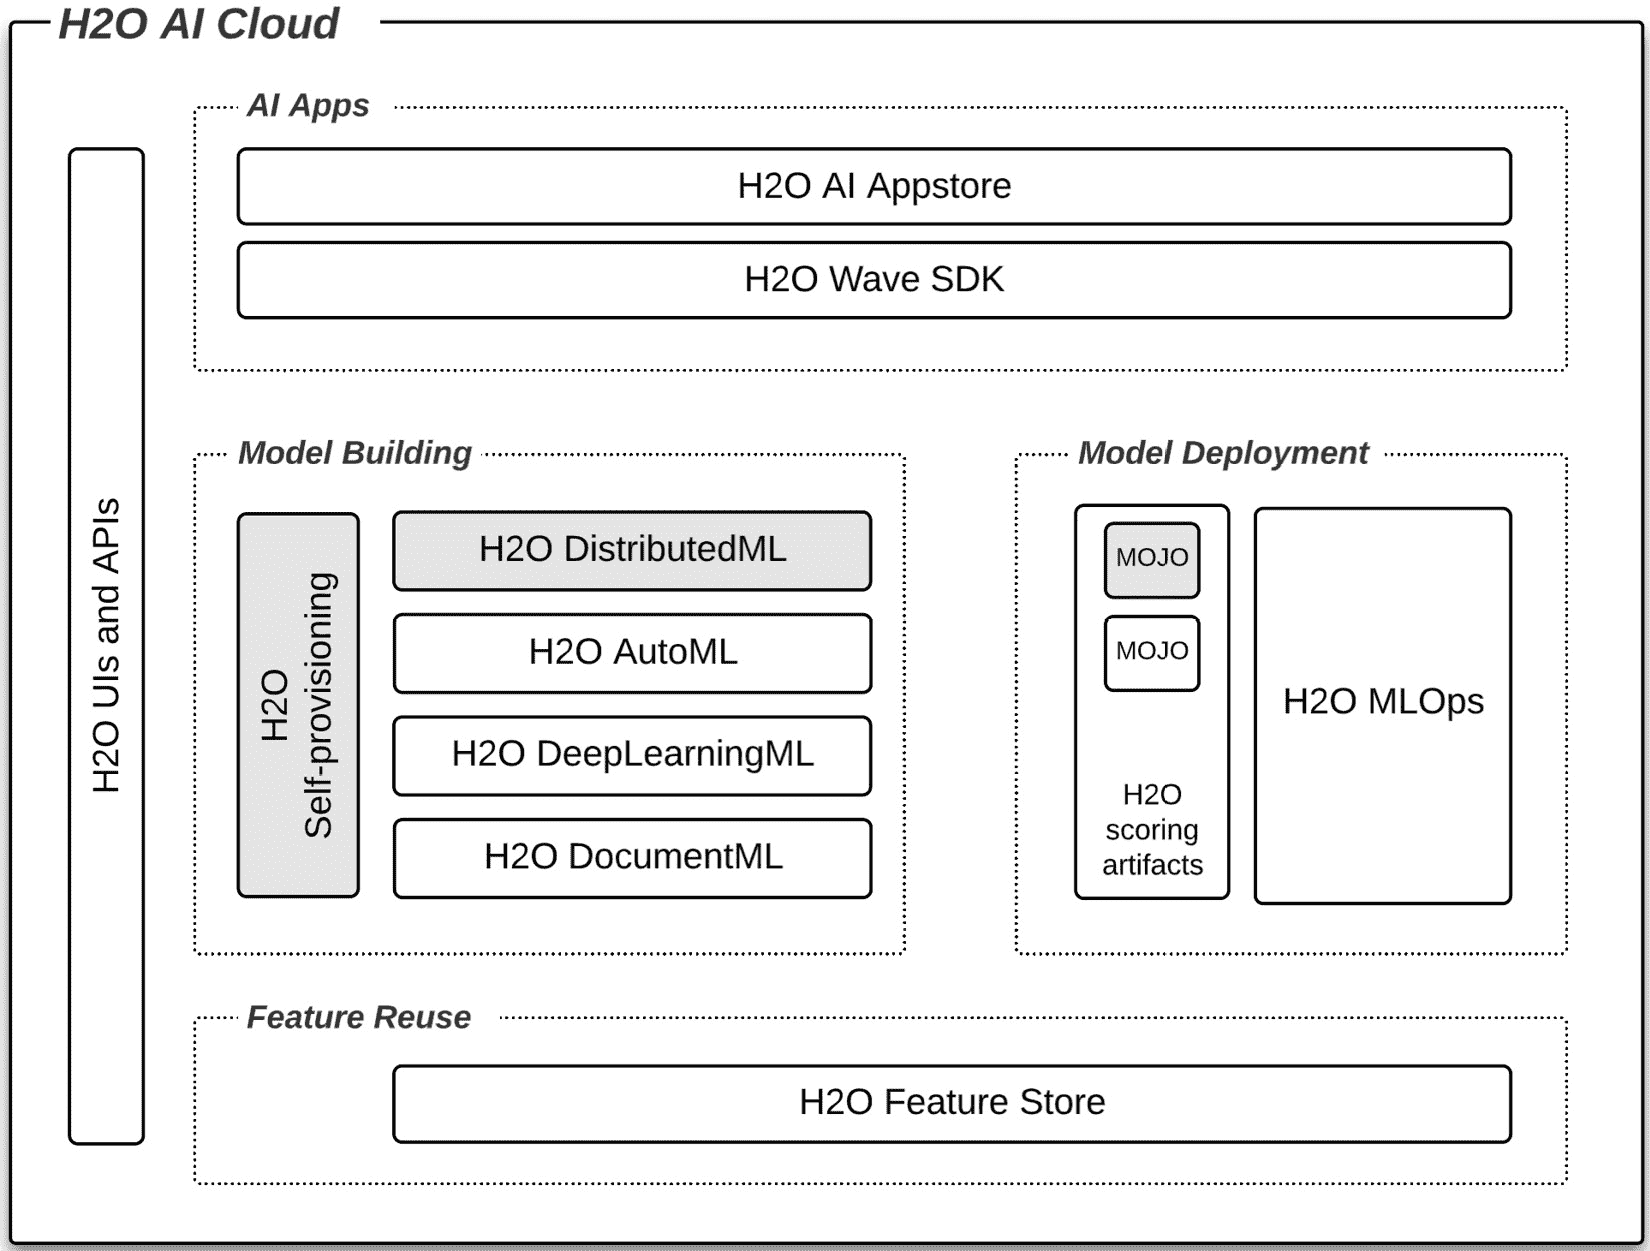 H2O AI Cloud
H2O UIs and APIs
AI Apps
H2O AI Appstore
H2O Wave SDK
Model Building
H2O
Self-provisioning
H2O DistributedML
H2O AutoML
H2O DeepLearningML
H2O DocumentML
Model Deployment
MOJO
MOJO
H2O
scoring
artifacts
H2O MLOps
Feature Reuse
H2O Feature Store